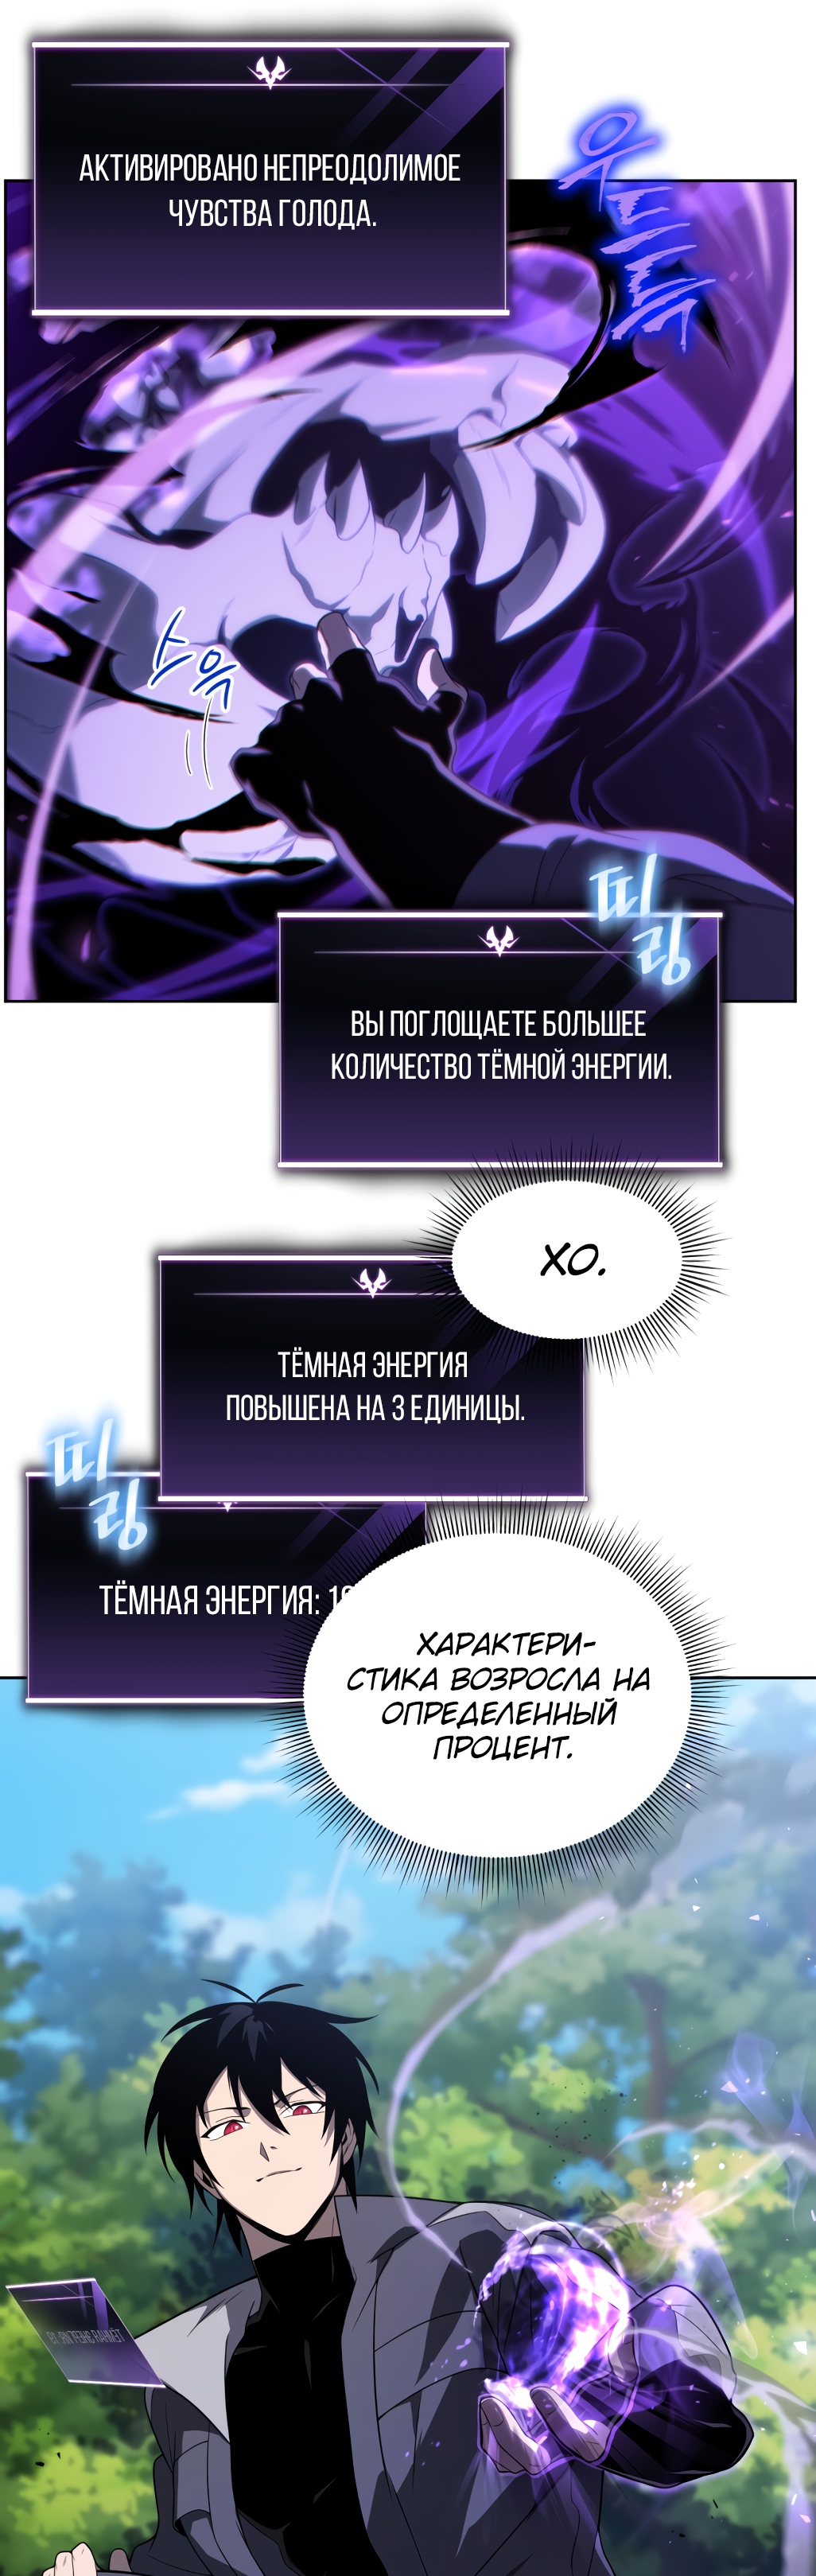 АКТИВИРОВАНО НЕПРЕОДОЛИМОЕ
ЧУВСТВА ГОЛОДА.
우드득
스윽
띠링
ВЫ ПОГЛОЩАЕТЕ БОЛЬШЕЕ
КОЛИЧЕСТВО ТЁМНОЙ ЭНЕРГИИ.
ХО.
ТЁМНАЯ ЭНЕРГИЯ
ПОВЫШЕНА НА 3 ЕДИНИЦЫ.
띠링
ТЁМНАЯ ЭНЕРГИЯ:
ХАРАКТЕРИ-
СТИКА ВОЗРОСЛА НА
ОПРЕДЕЛЕННЫЙ
ПРОЦЕНТ.